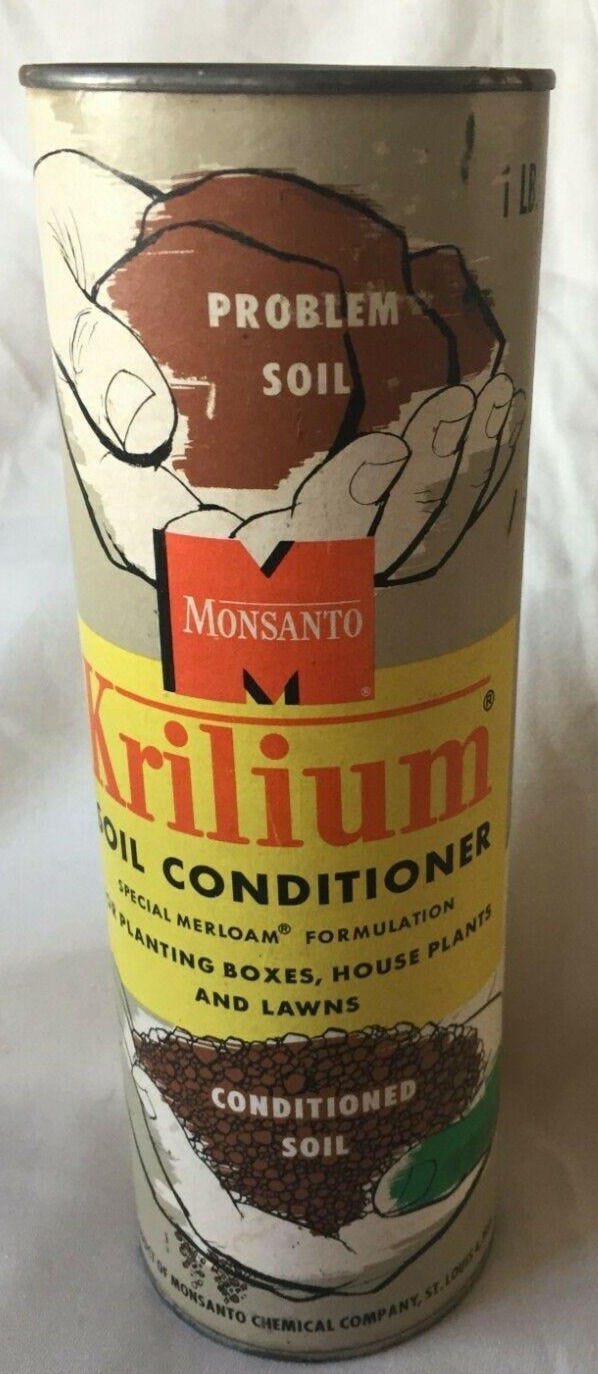 1 LB.
PROBLEM
SOIL
MONSANTO
®
Krilium®
SOIL CONDITIONER
SPECIAL MERLOAM® FORMULATION
PLANTING BOXES, HOUSE PLANTS
AND LAWNS
CONDITIONED
SOIL
OF MONSANTO CHEMICAL COMPANY, ST. LOUIS